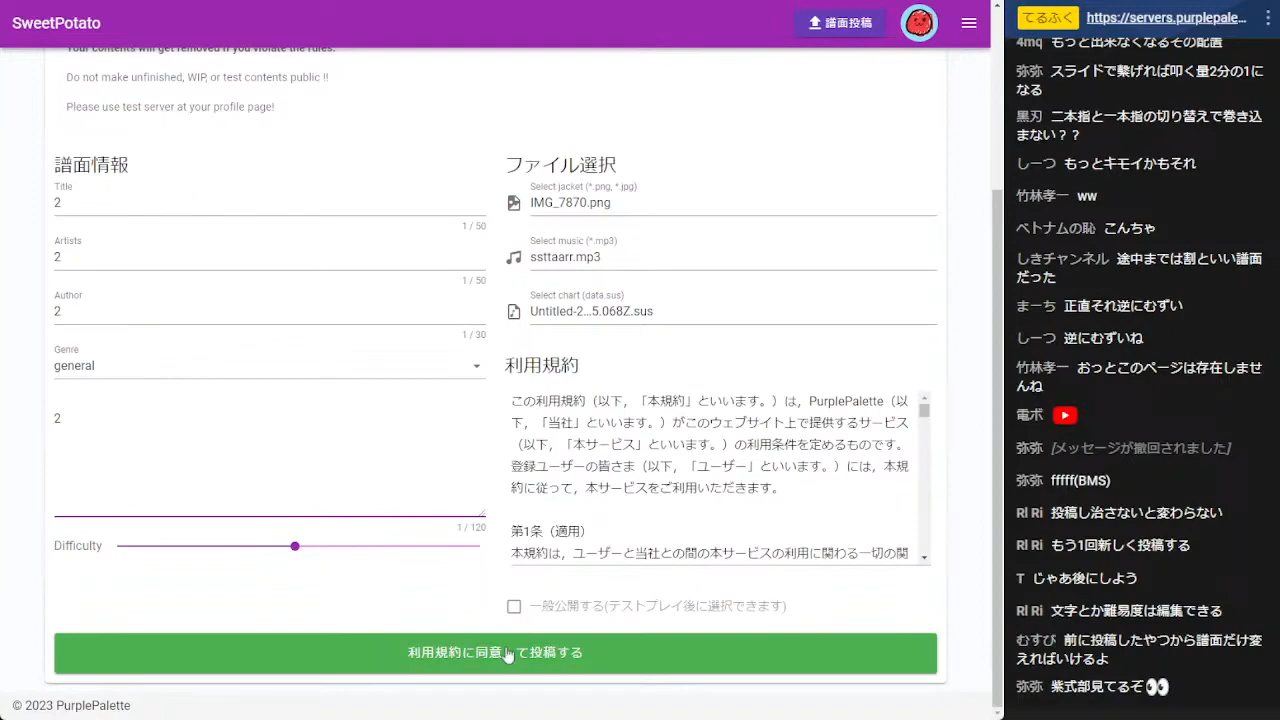 SweetPotato
譜面投稿
Your contents will get removed if you violate the rules.
Do not make unfinished, WIP, or test contents public !!
Please use test server at your profile page!
譜面情報
Title
2
1 / 50
Artists
2
1 / 50
Author
2
1 / 30
Genre
general
2
1 / 120
Difficulty
ファイル選択
Select jacket (*.png, *.jpg)
IMG_7870.png
Select music (*.mp3)
ssttaarr.mp3
Select chart (data.sus)
Untitled-2...5.068Z.sus
利用規約
この利用規約（以下，「本規約」といいます。）は，PurplePalette（以
下，「当社」といいます。）がこのウェブサイト上で提供するサービス
（以下，「本サービス」といいます。）の利用条件を定めるものです。
登録ユーザーの皆さま（以下，「ユーザー」といいます。）には，本規
約に従って，本サービスをご利用いただきます。
第1条（適用）
本規約は，ユーザーと当社との間の本サービスの利用に関わる一切の関
一般公開する(テストプレイ後に選択できます)
利用規約に同意して投稿する
© 2023 PurplePalette
てるふく https://servers.purplepale...
4mq もっと出来なくなるその配置
弥弥 スライドで繋げれば叩く量2分の1に
なる
黒刃 二本指と一本指の切り替えで巻き込
まない？？
しーつ もっとキモイかもそれ
竹林孝一 ww
ベトナムの恥 こんちゃ
しきチャンネル 途中までは割といい譜面
だった
まーち 正直それ逆にむずい
しーつ 逆にむずいね
竹林孝一 おっとこのページは存在しませ
んね
電ボ
弥弥 [メッセージが撤回されました]
弥弥 fffff(BMS)
Rl Ri 投稿し治さないと変わらない
Rl Ri もう1回新しく投稿する
T じゃあ後にしよう
Rl Ri 文字とか難易度は編集できる
むすび 前に投稿したやつから譜面だけ変
えればいけるよ
弥弥 紫式部見てるぞ